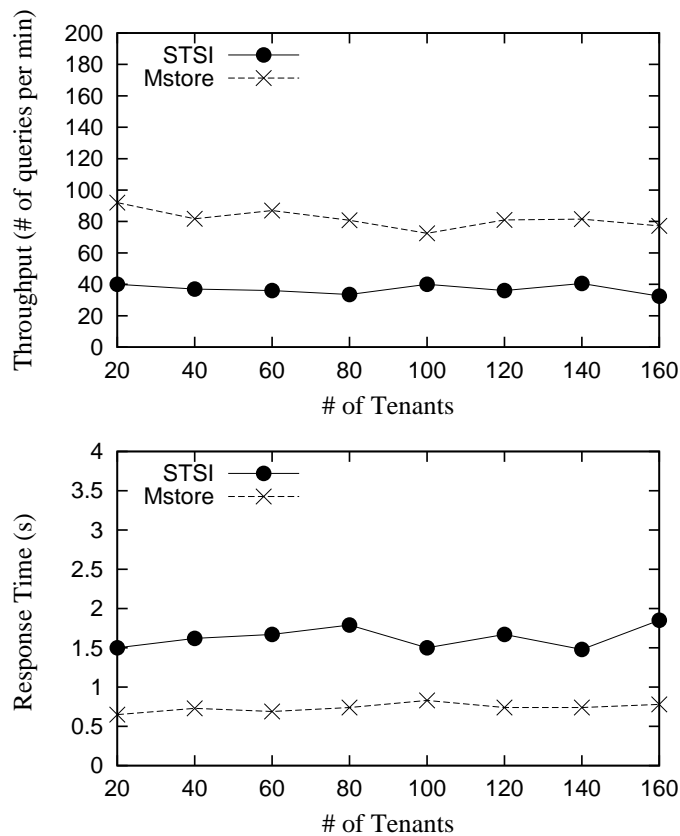 Throughput (# of queries per min)
200
180
160
140
120
100
80
60
40
20
0
STSI
Mstore
20 40 60 80 100 120 140 160
# of Tenants
Response Time (s)
4
3.5
3
2.5
2
1.5
1
0.5
0
STSI
Mstore
20 40 60 80 100 120 140 160
# of Tenants